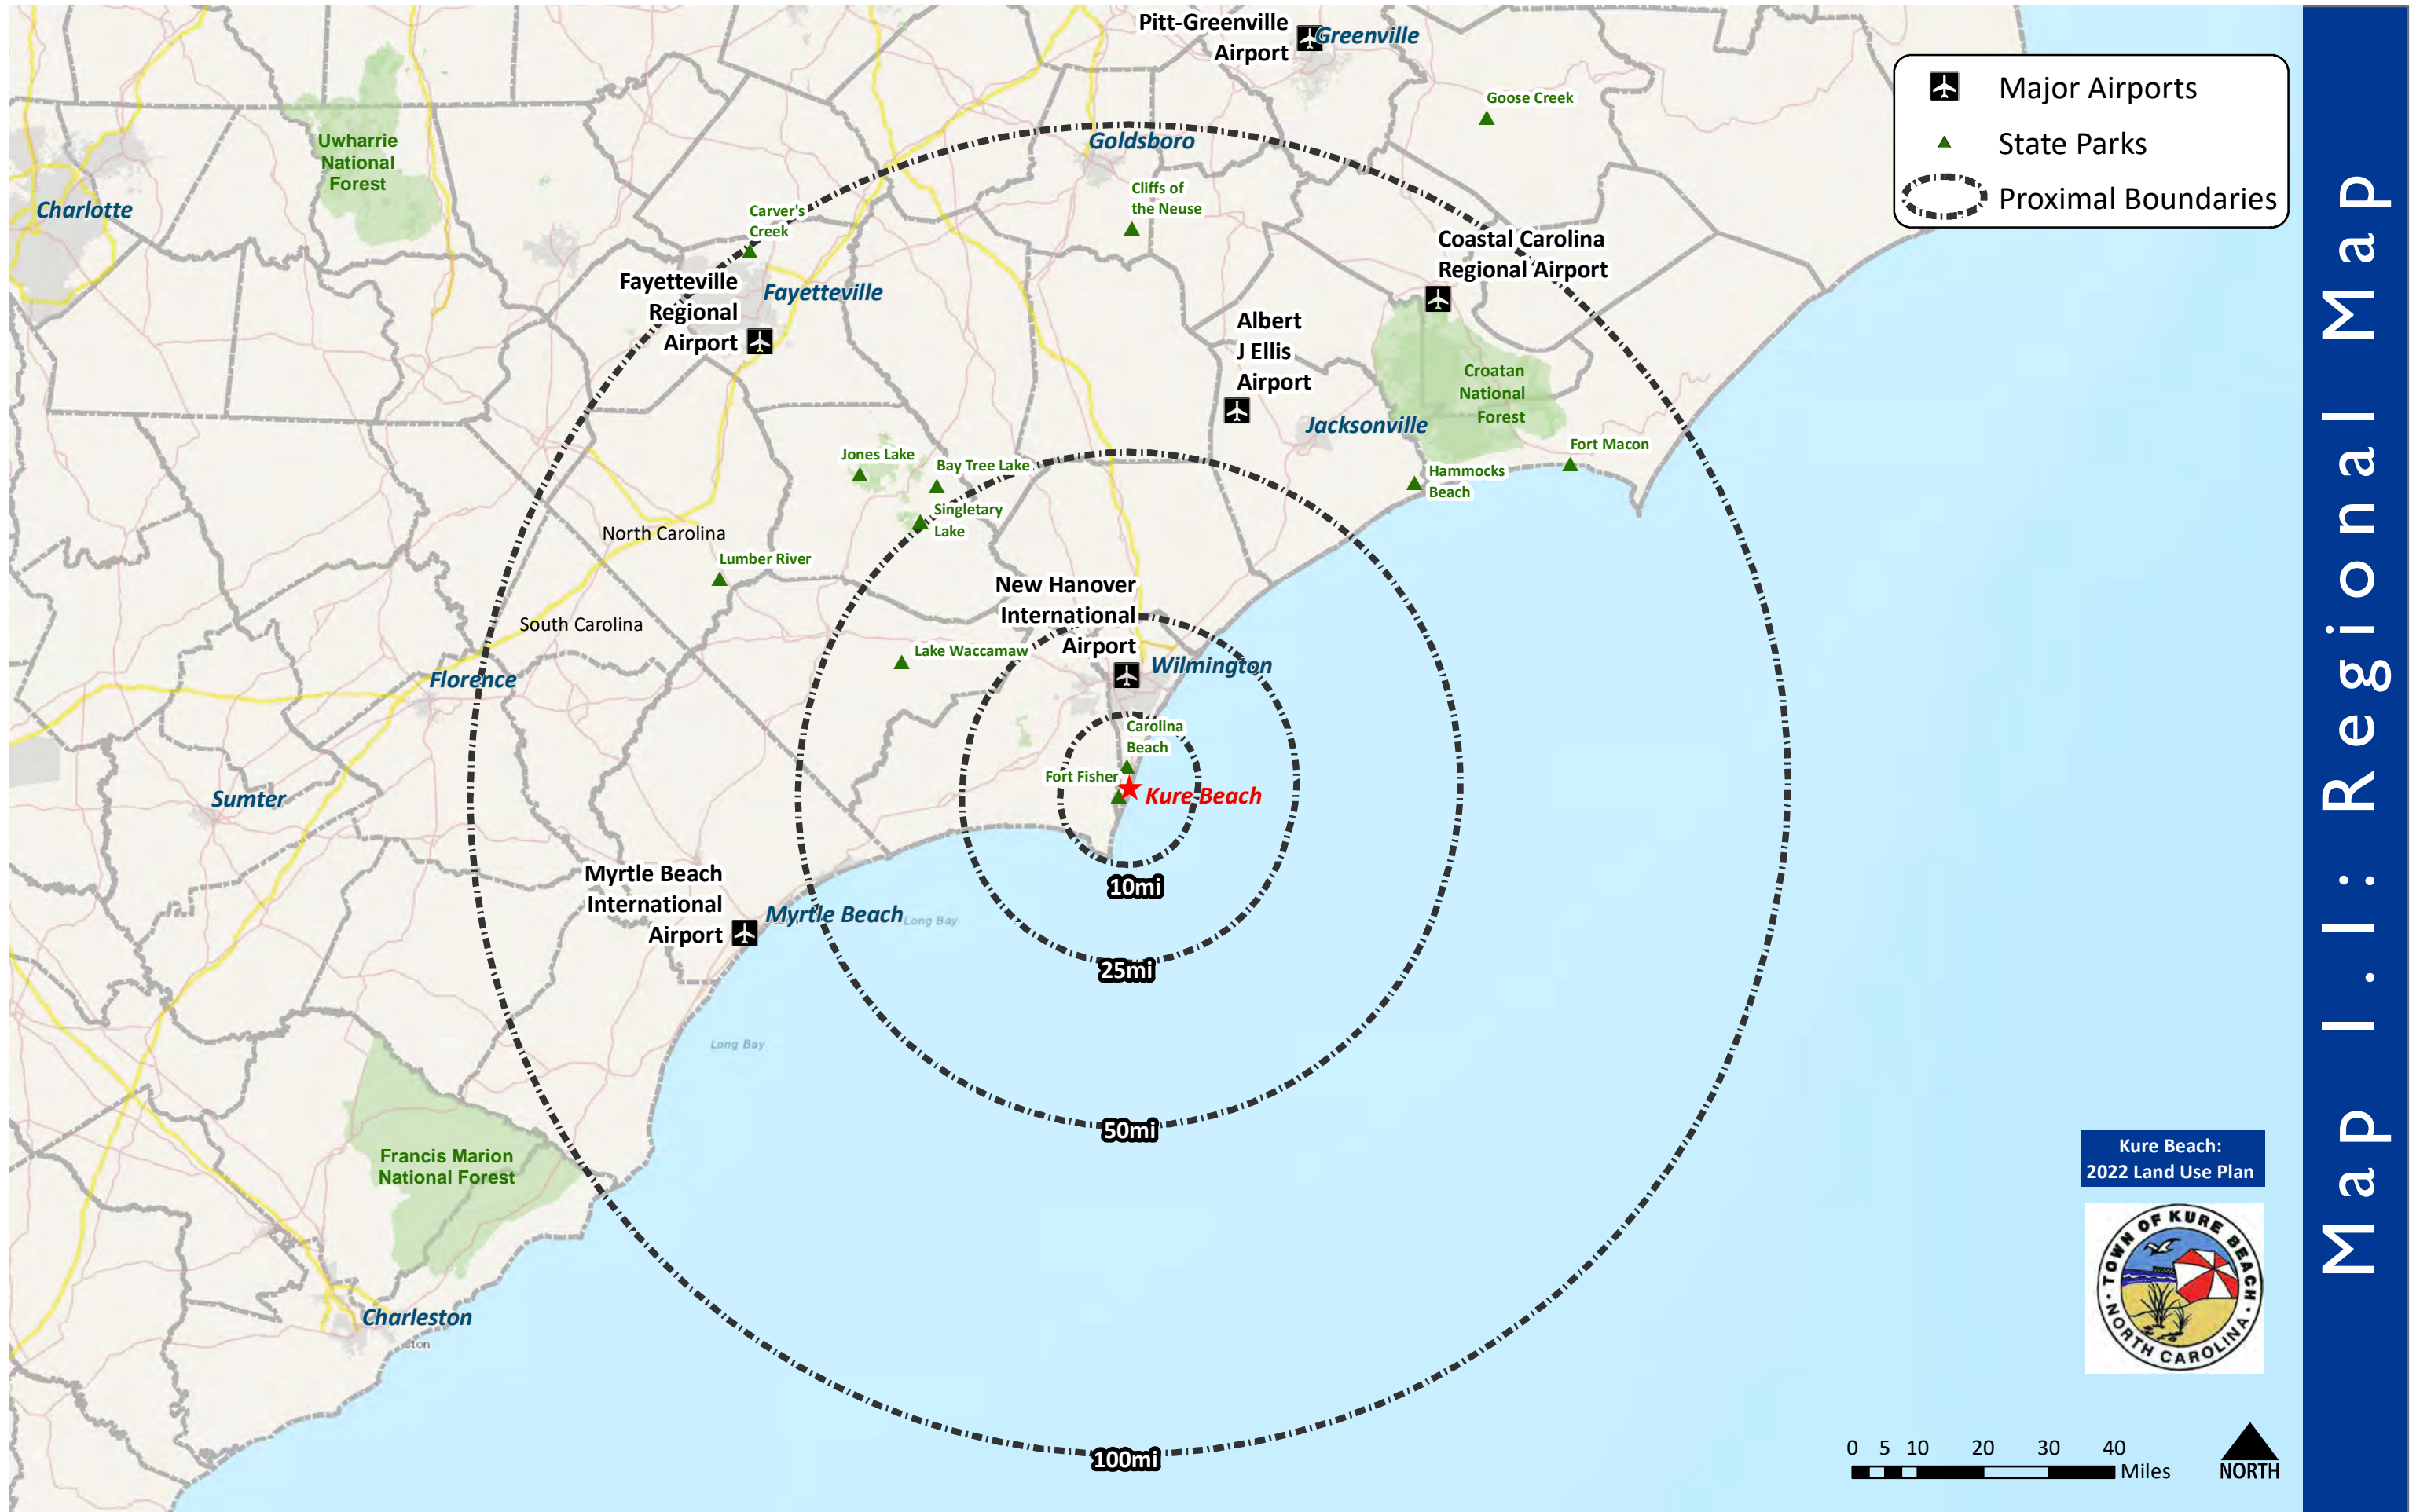 Pitt-Greenville
Airport
Greenville
Major Airports
State Parks
Proximal Boundaries
Goose Creek
Uwharrie
National
Forest
Charlotte
Goldsboro
Cliffs of
the Neuse
Carver's
Creek
Coastal Carolina
Regional Airport
Fayetteville
Regional
Airport
Fayetteville
Albert
J Ellis
Airport
Croatan
National
Forest
Jacksonville
Fort Macon
Jones Lake
Bay Tree Lake
Hammocks
Beach
Singletary
Lake
North Carolina
Lumber River
New Hanover
International
Airport
South Carolina
Lake Waccamaw
Wilmington
Florence
Carolina
Beach
Fort Fisher
Kure Beach
Sumter
10mi
Myrtle Beach
International
Airport
Myrtle Beach
Long Bay
25mi
Long Bay
50mi
Francis Marion
National Forest
Charleston
ston
100mi
Kure Beach:
2022 Land Use Plan
TOWN OF KURE BEACH
NORTH CAROLINA
0 5 10 20 30 40
Miles
NORTH
Map 1.1: Regional Map